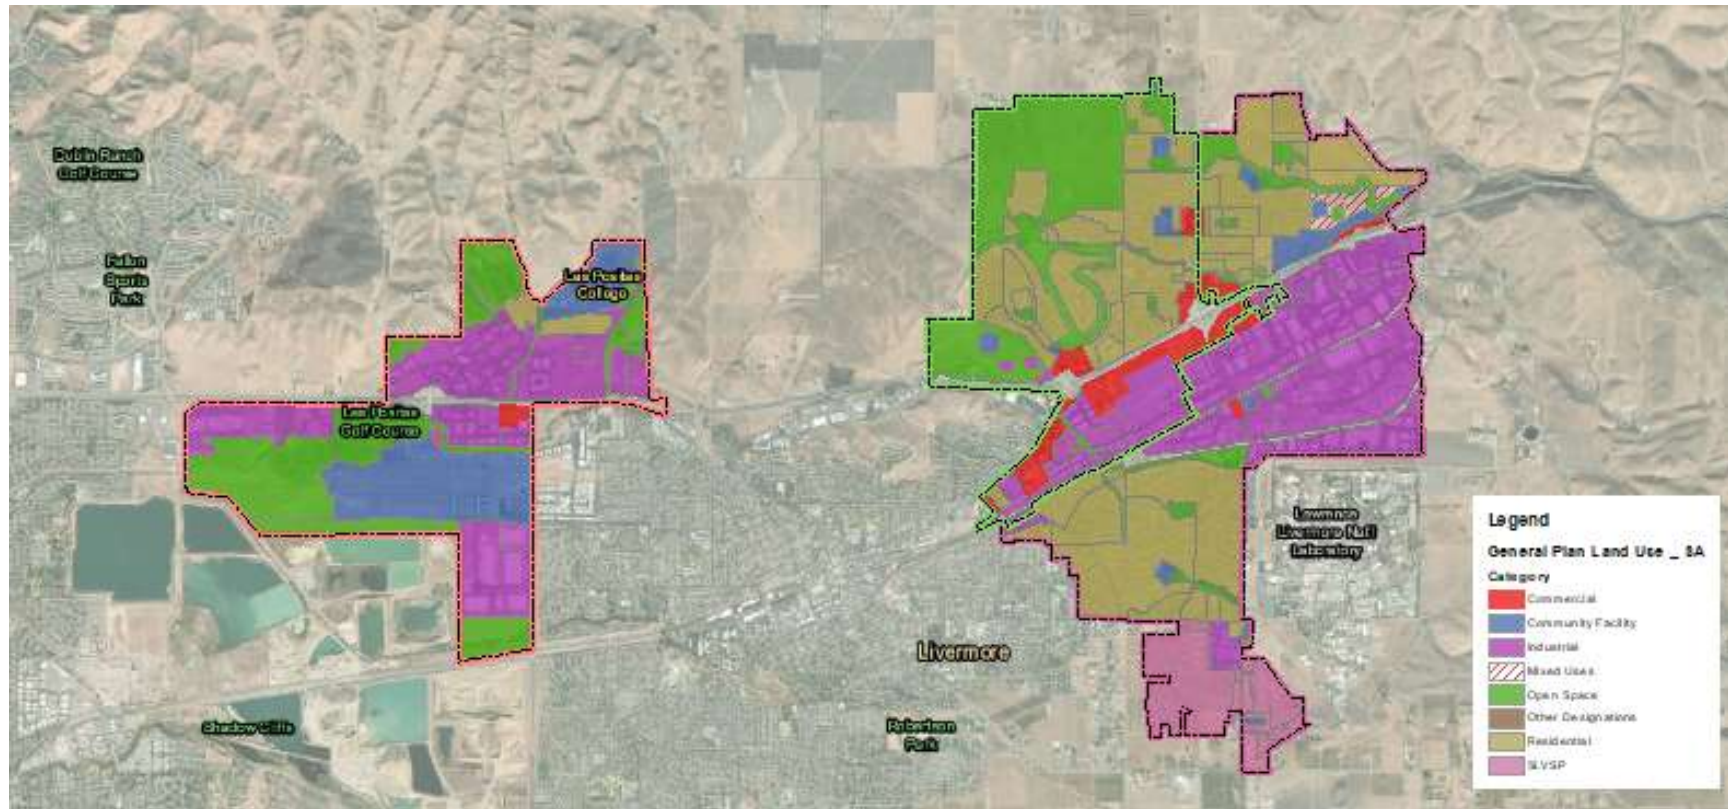 Dublin Ranch
Golf Course
Fallon
Sports
Park
Las Positas
College
Las Positas
Golf Course
Lawrence
Livermore Nat'l
Laboratory
Livermore
Shadow Cliffs
Robertson
Park
Legend
General Plan Land Use _ SA
Category
Commercial
Community Facility
Industrial
Mixed Uses
Open Space
Other Designations
Residential
SLVSP